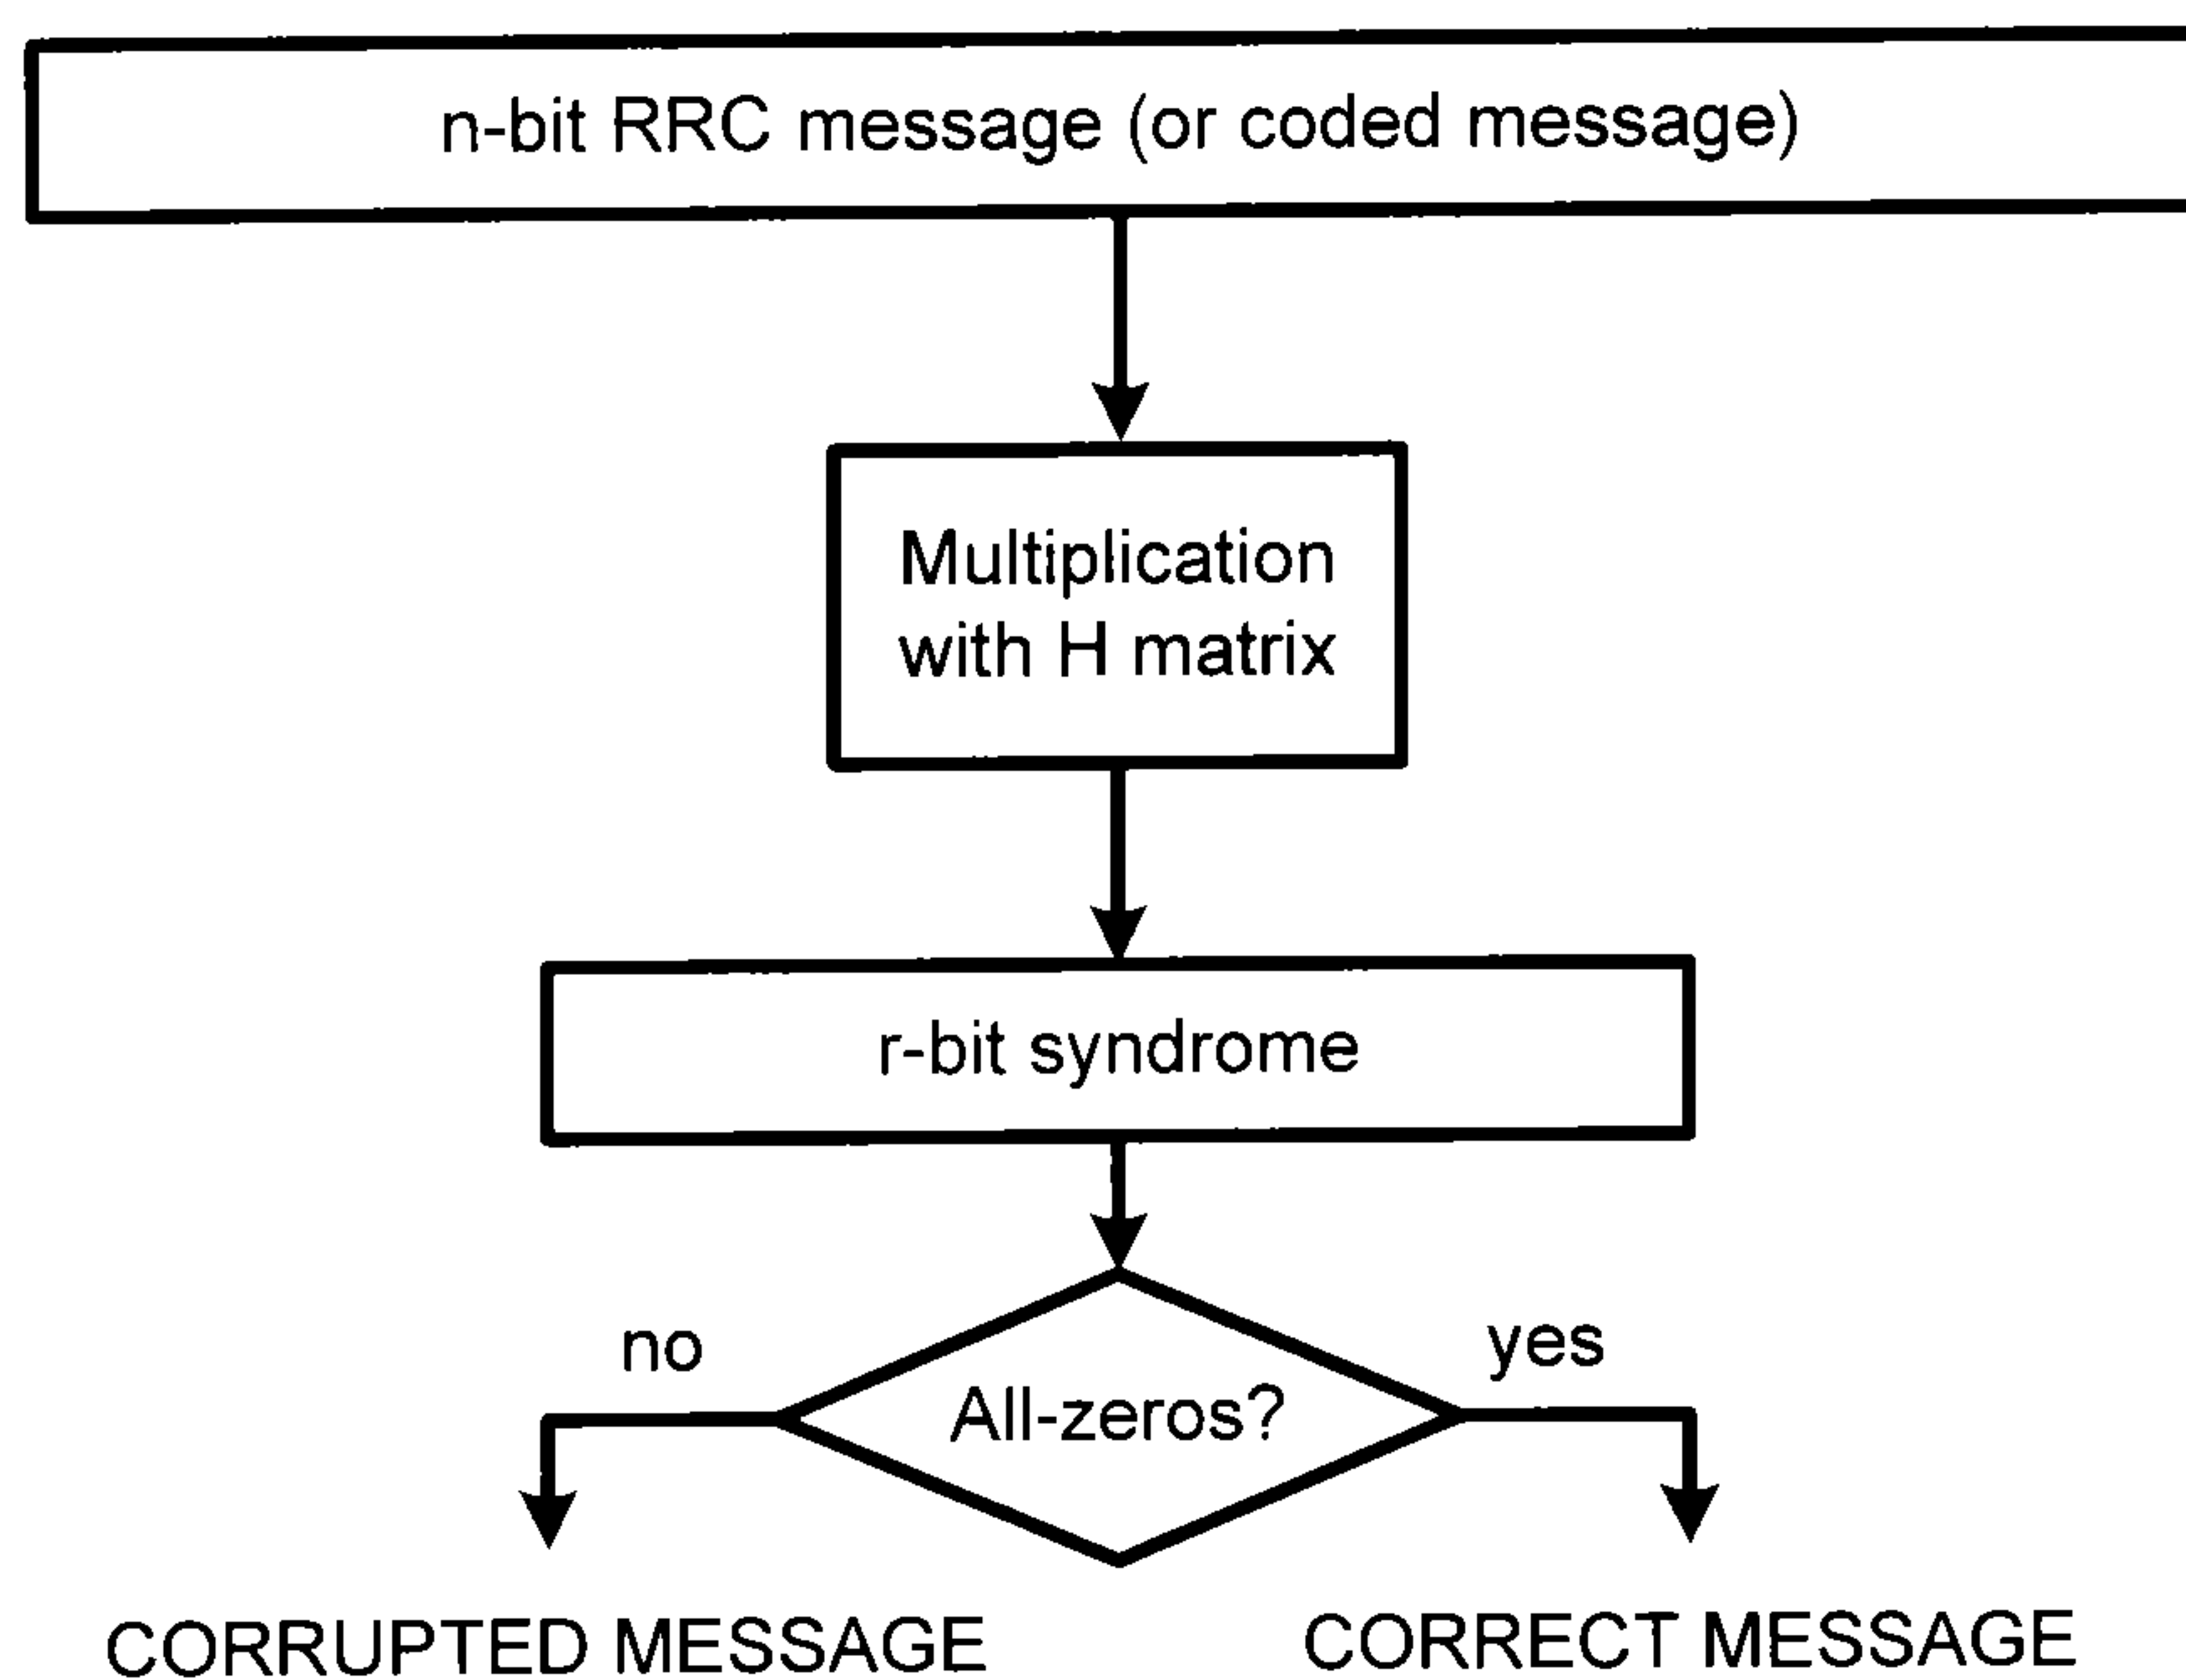 n-bit RRC message (or coded message)
Multiplication
with H matrix
r-bit syndrome
no
yes
All-zeros?
CORRUPTED MESSAGE
CORRECT MESSAGE